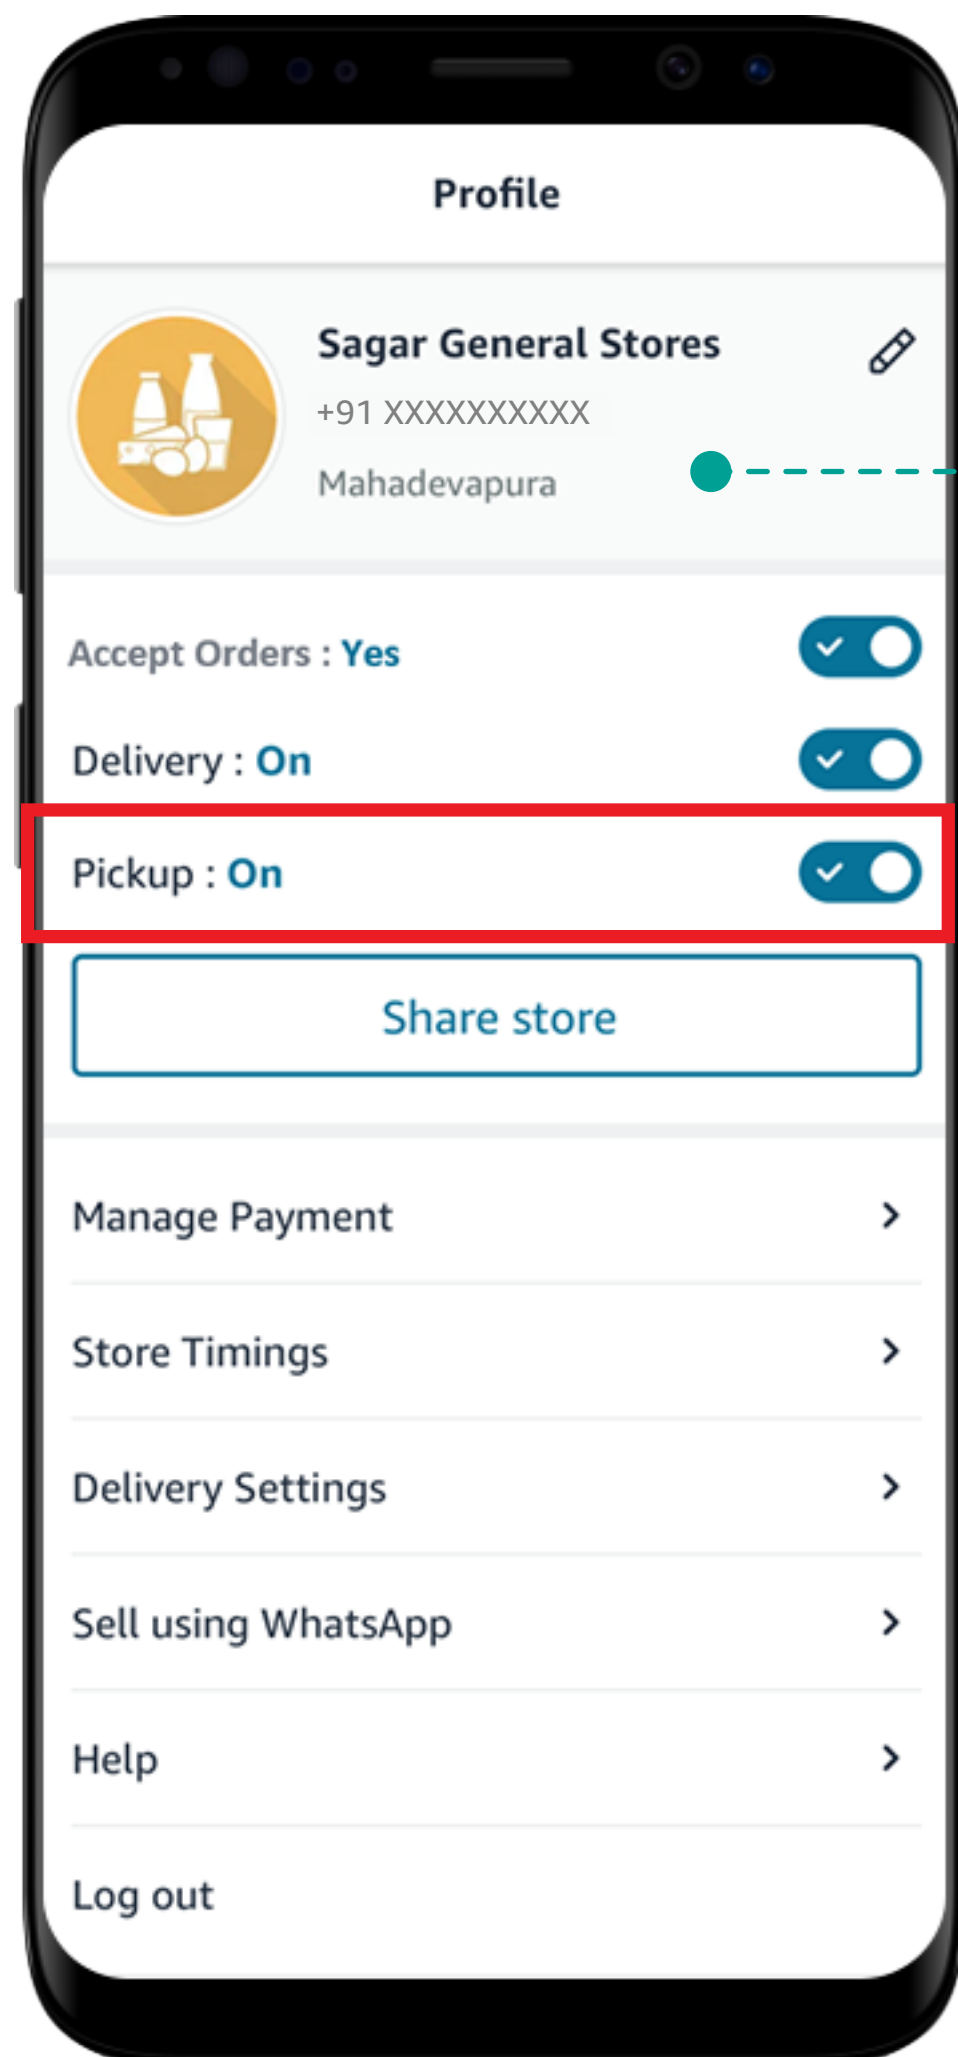 Profile
Sagar General Stores
+91 XXXXXXXXXX
Mahadevapura
Accept Orders : Yes
Delivery : On
Pickup : On
Share store
Manage Payment
Store Timings
Delivery Settings
Sell using WhatsApp
Help
Log out